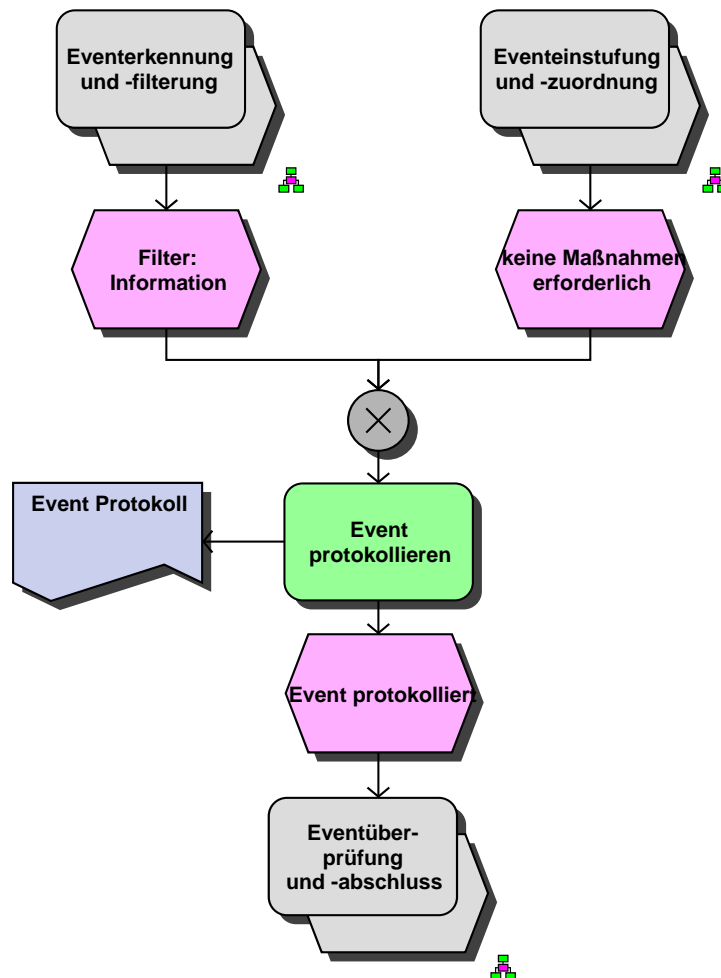 Eventerkennung
und -filterung
Eventeinstufung
und -zuordnung
Filter:
Information
keine Maßnahmen
erforderlich
Event Protokoll
Event
protokollieren
Event protokolliert
Eventüber-
prüfung
und -abschluss